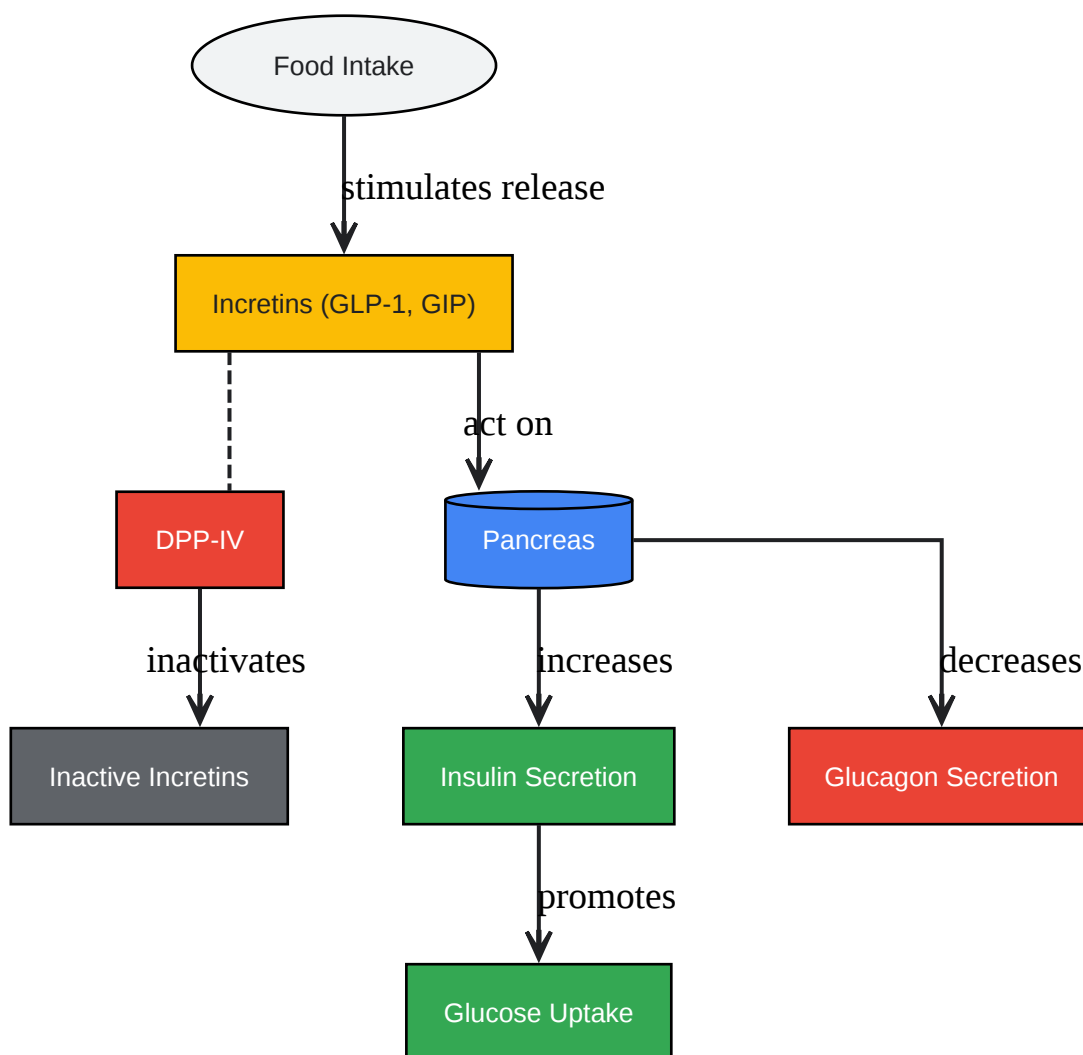 Food Intake
stimulates release
Incretins (GLP-1, GIP)
act on
DPP-IV
Pancreas
inactivates
increases
decreases
Inactive Incretins
Insulin Secretion
Glucagon Secretion
promotes
Glucose Uptake